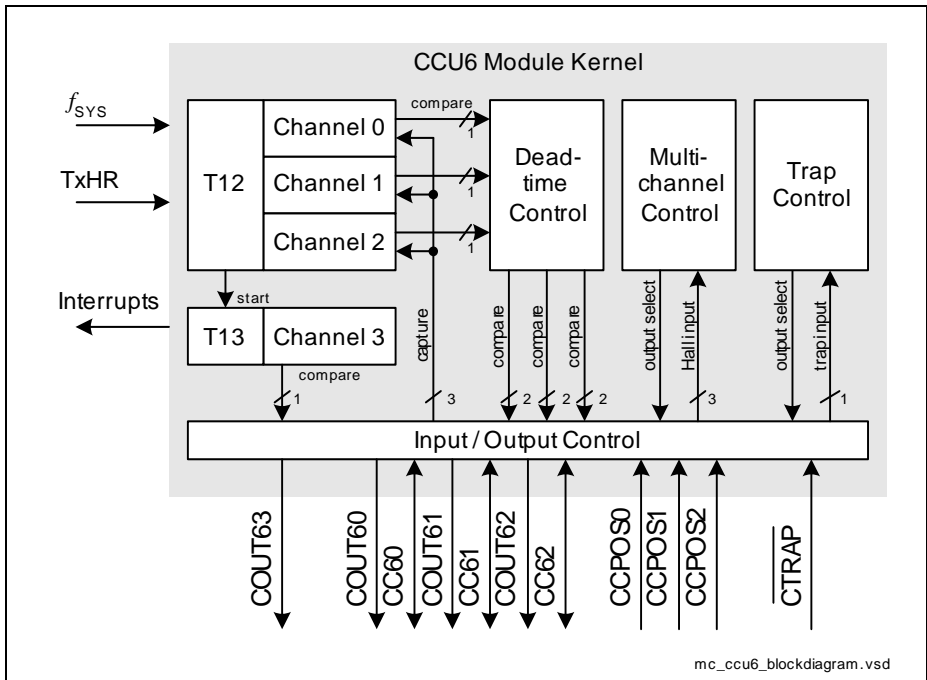 CCU6 Module Kernel
fSYS
TxHR
Interrupts
T12
Channel 0
Channel 1
Channel 2
compare
1
1
1
Dead-
time
Control
Multi-
channel
Control
Trap
Control
start
T13
Channel 3
compare
1
capture
3
compare
2
compare
2
compare
2
output select
Hall input
3
output select
trap input
1
Input / Output Control
COUT63
COUT60
CC60
COUT61
CC61
COUT62
CC62
CCPOS0
CCPOS1
CCPOS2
CTRAP
mc_ccu6_blockdiagram.vsd